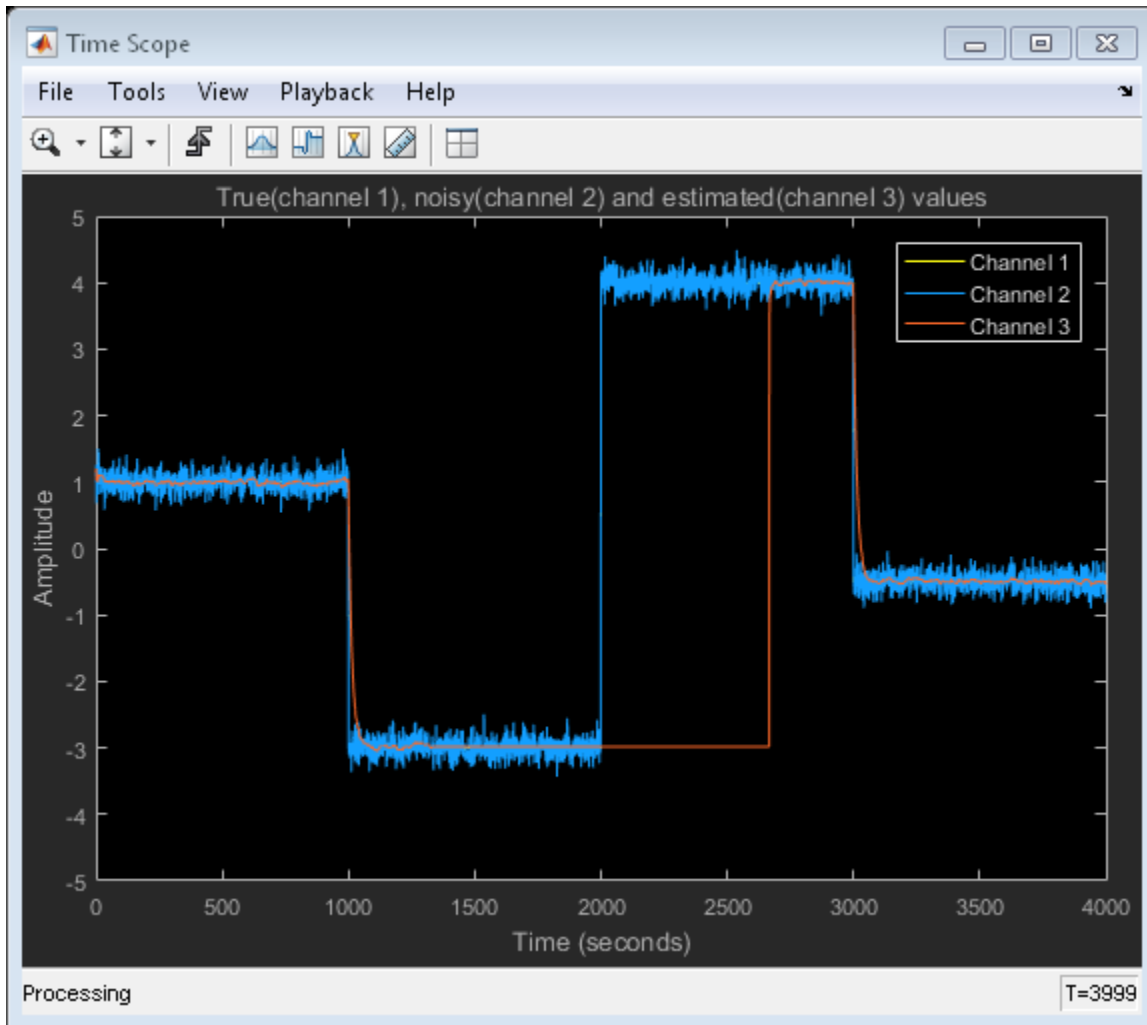 Time Scope
File Tools View Playback Help
True(channel 1), noisy(channel 2) and estimated(channel 3) values
Channel 1
Channel 2
Channel 3
5
4
3
2
1
0
-1
-2
-3
-4
-5
Amplitude
0 500 1000 1500 2000 2500 3000 3500 4000
Time (seconds)
Processing T=3999